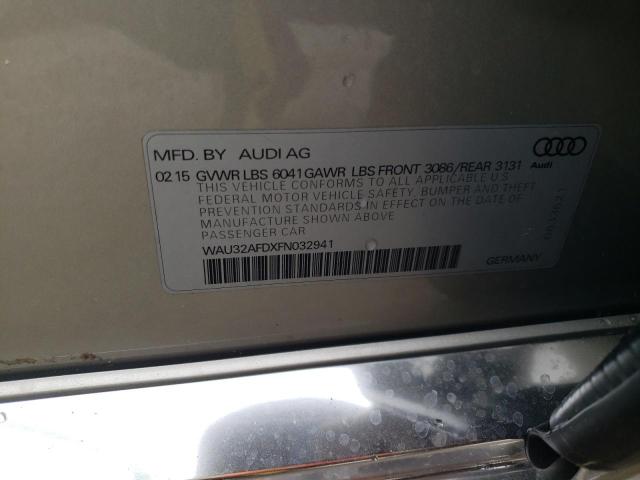 MFD. BY AUDI AG
02 15 GVWR LBS 6041 GAWR LBS FRONT 3086/REAR 3131
THIS VEHICLE CONFORMS TO ALL APPLICABLE U.S
FEDERAL MOTOR VEHICLE SAFETY, BUMPER AND THEFT
PREVENTION STANDARDS IN EFFECT ON THE DATE OF
MANUFACTURE SHOWN ABOVE
PASSENGER CAR
WAU32AFDXFN032941
Audi
GERMANY